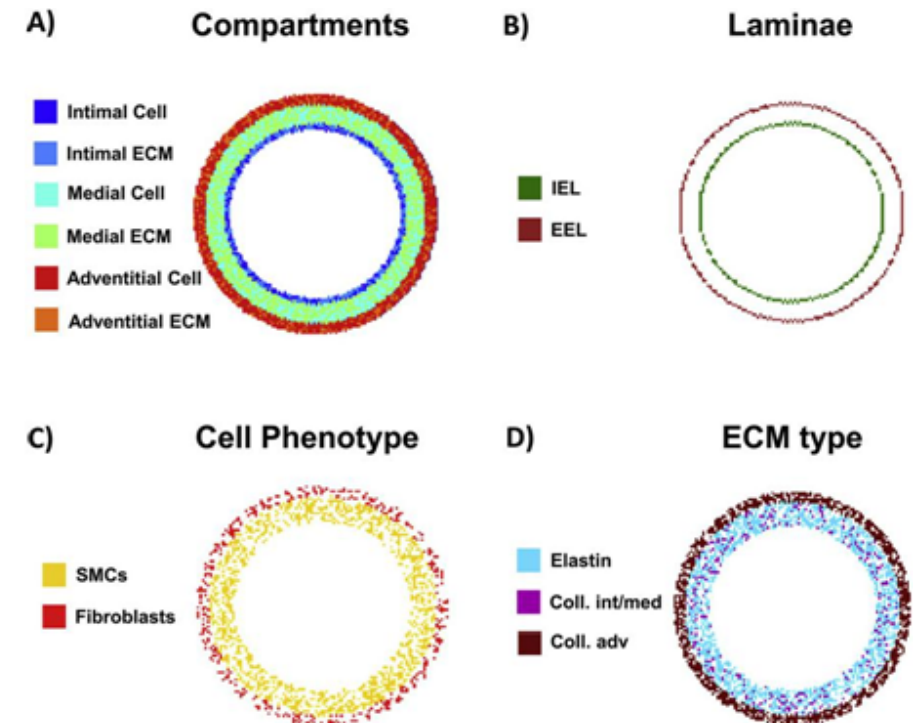 A) Compartments
Intimal Cell
Intimal ECM
Medial Cell
Medial ECM
Adventitial Cell
Adventitial ECM
B) Laminae
IEL
EEL
C) Cell Phenotype
SMCs
Fibroblasts
D) ECM type
Elastin
Coll. int/med
Coll. adv